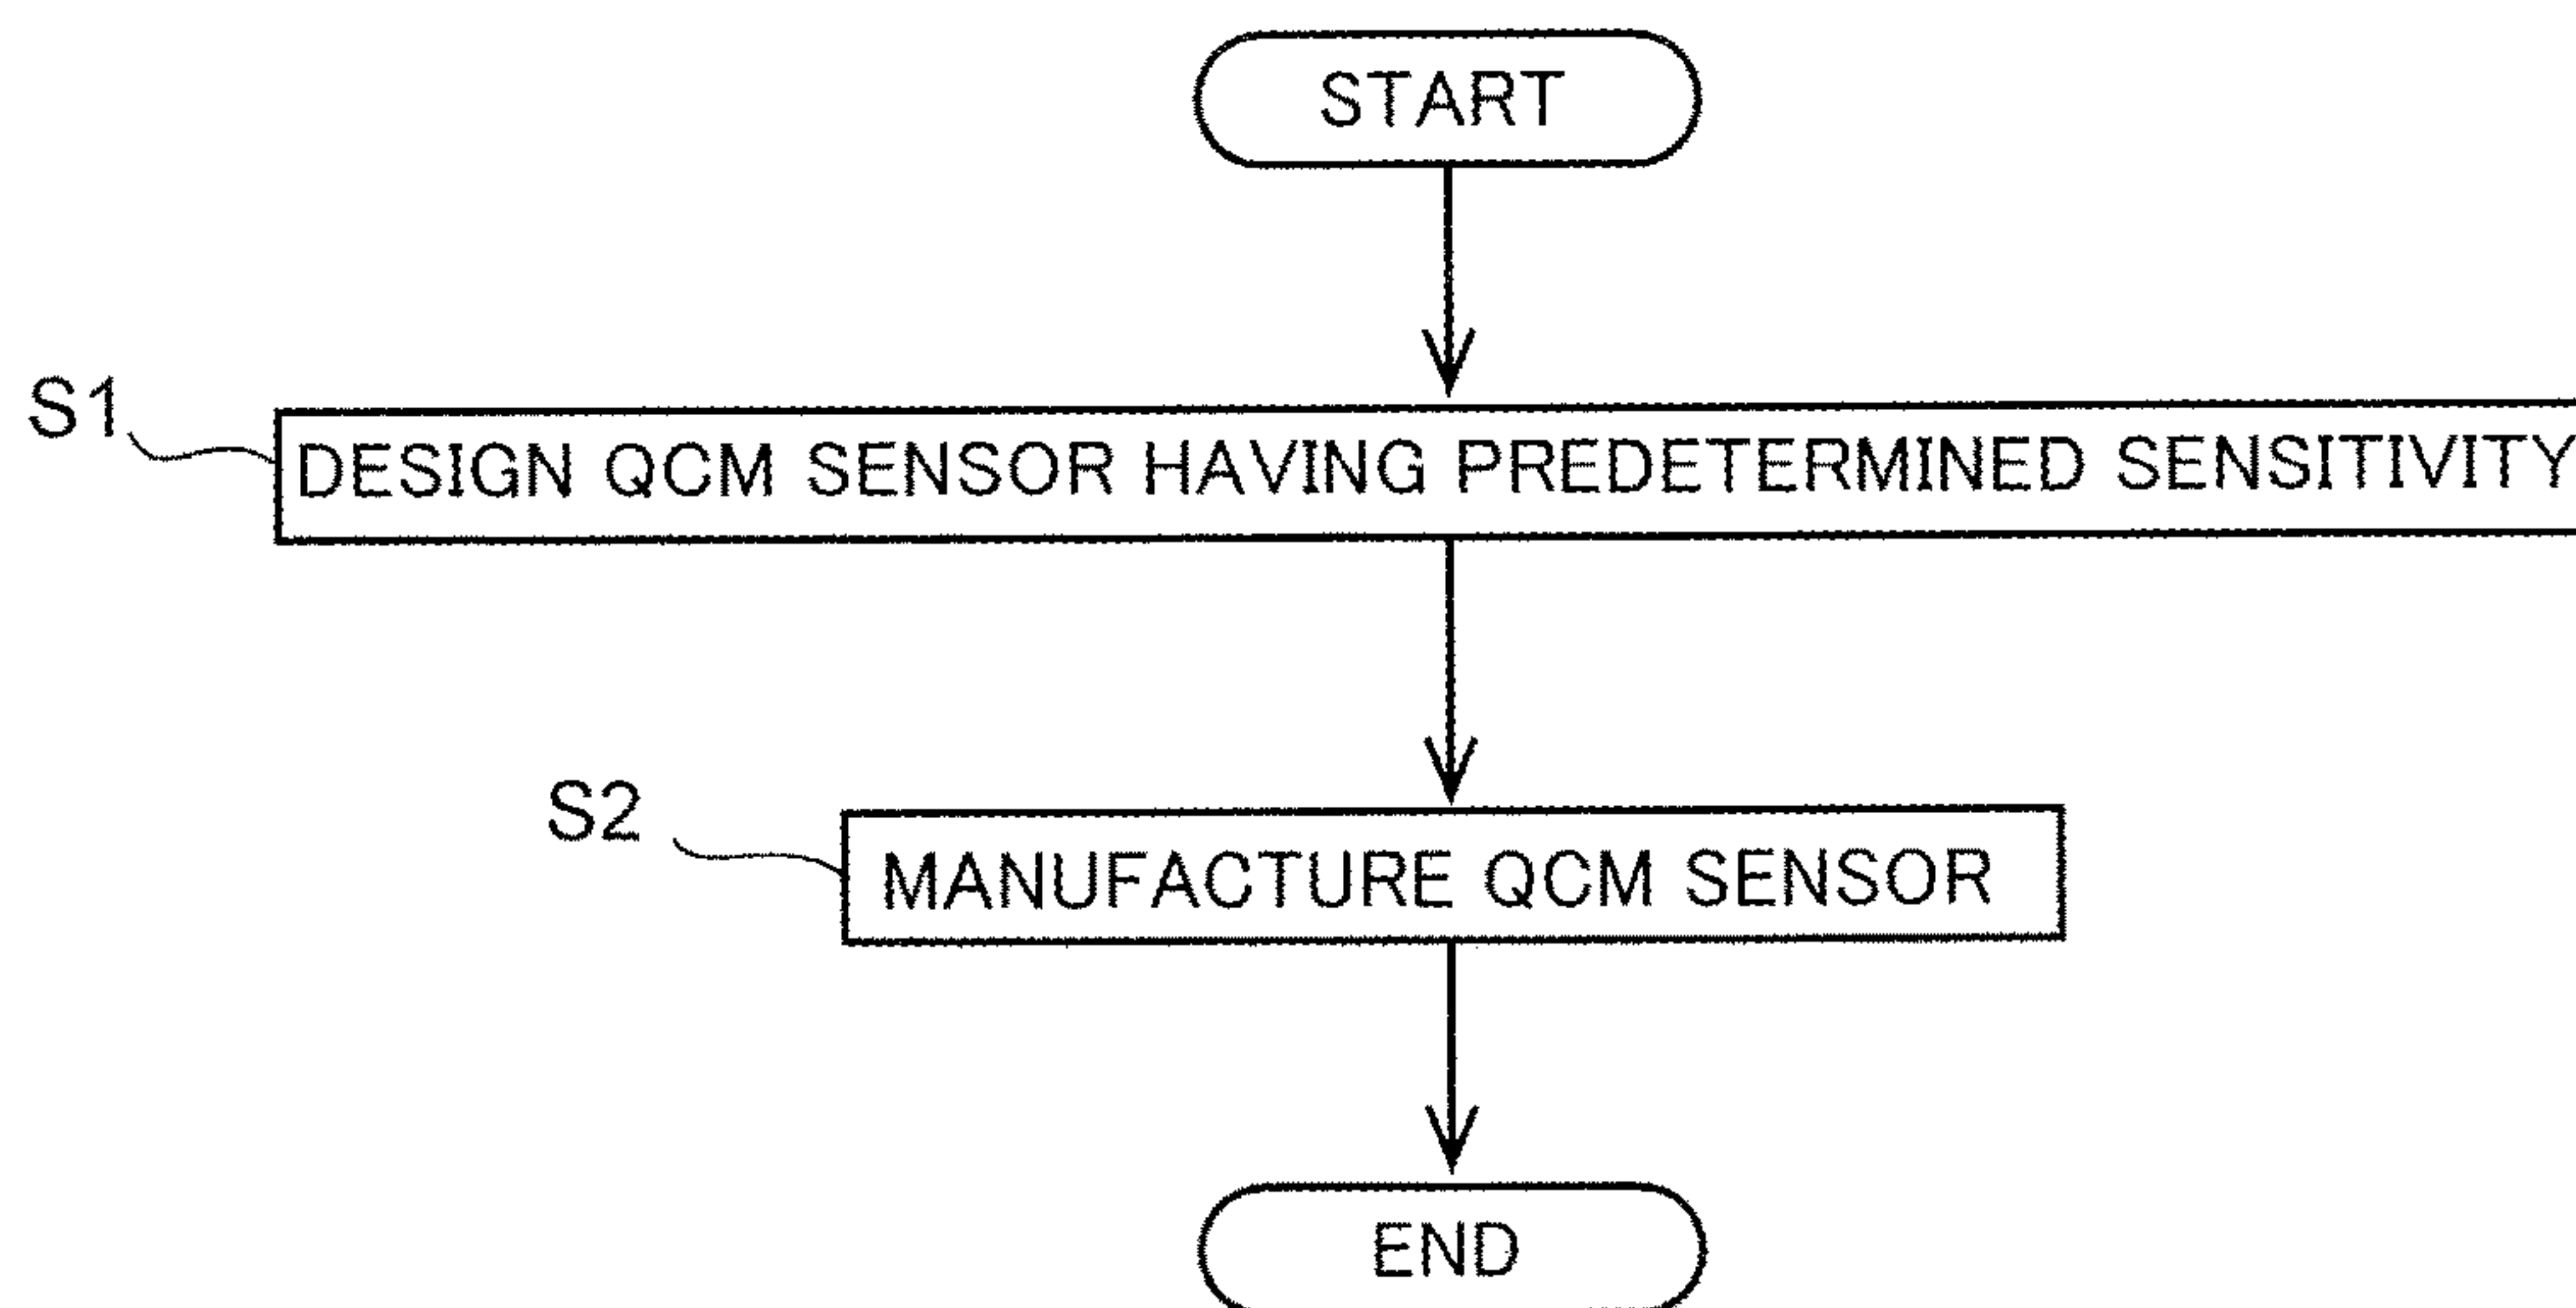 START
S1
DESIGN QCM SENSOR HAVING PREDETERMINED SENSITIVITY
S2
MANUFACTURE QCM SENSOR
END